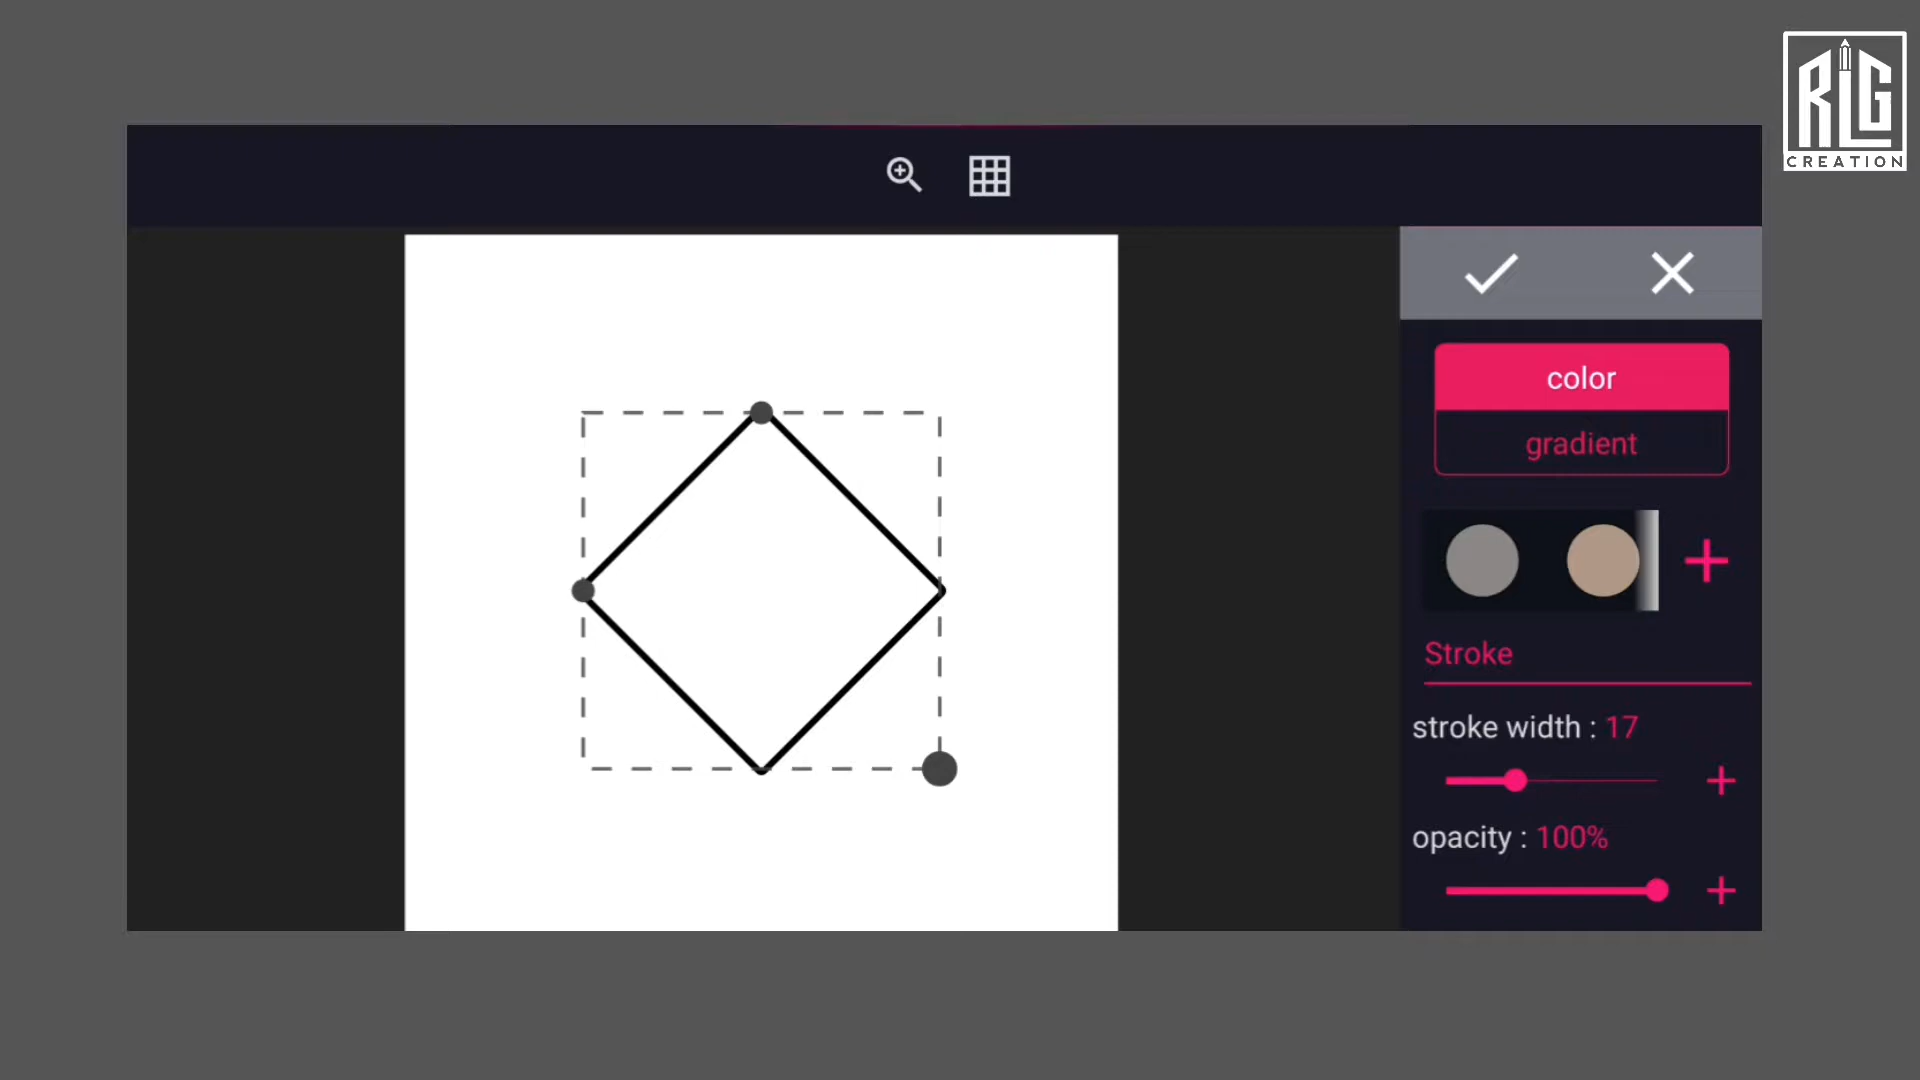 RLG
CREATION
color
gradient
Stroke
stroke width : 17
opacity : 100%